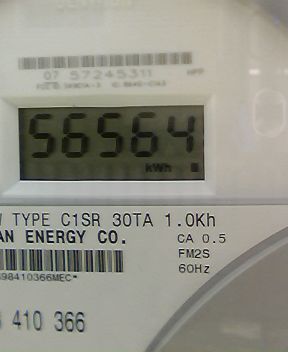 07 57245311
56564
kWh
TYPE C1SR 30TA 1.0Kh
AN ENERGY CO.
CA 0.5
FM2S
60Hz
98410366MEC*
410 366